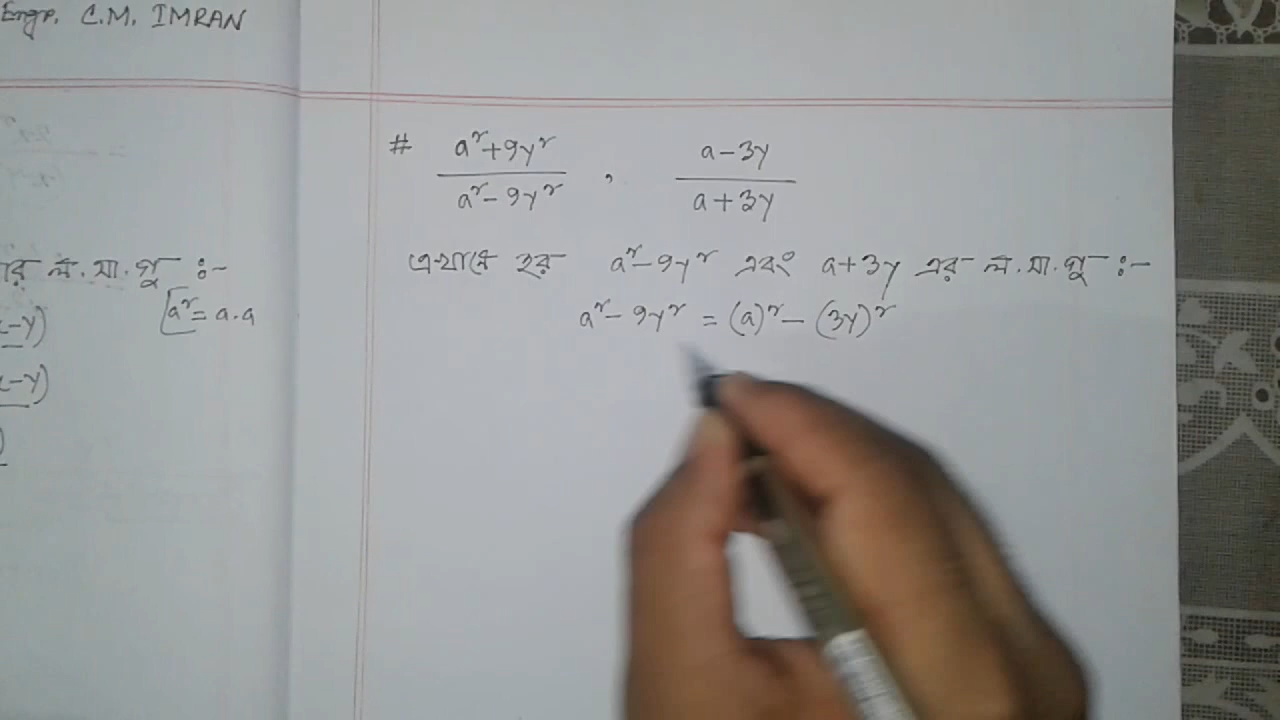 Engr. C.M. IMRAN
# a²+9y² / a²-9y² , a-3y / a+3y
এখানে হর a²-9y² এবং a+3y এর ল.সা.গু :-
a²-9y² = (a)² - (3y)²
ার ল.সা.গু :-
[a² = a.a
-y)
-y)
)